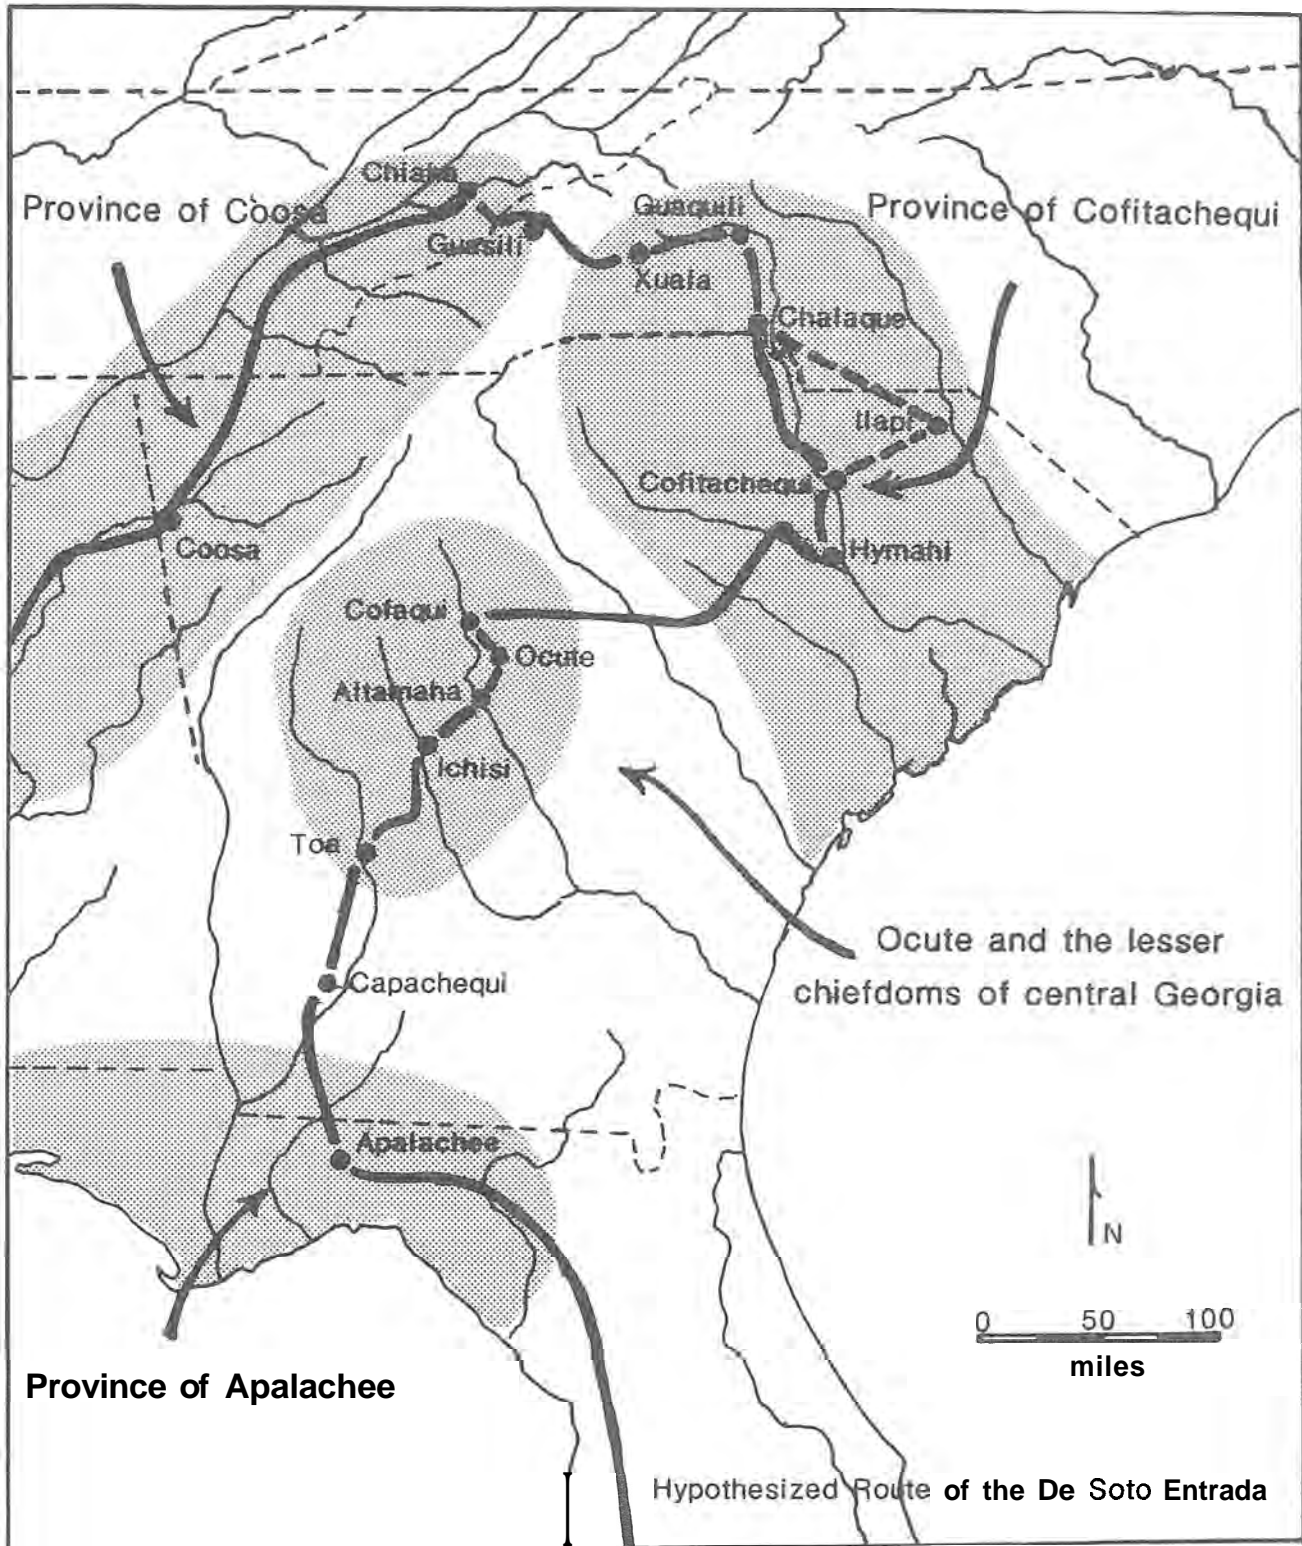 Chiaha
Province of Coosa
Guaquili
Province of Cofitachequi
Guasili
Xuala
Chalaque
Ilapi
Cofitachequi
Coosa
Hymahi
Cofaqui
Ocute
Altamaha
Ichisi
Toa
Ocute and the lesser
chiefdoms of central Georgia
Capachequi
Apalachee
N
0 50 100
miles
Province of Apalachee
Hypothesized Route of the De Soto Entrada